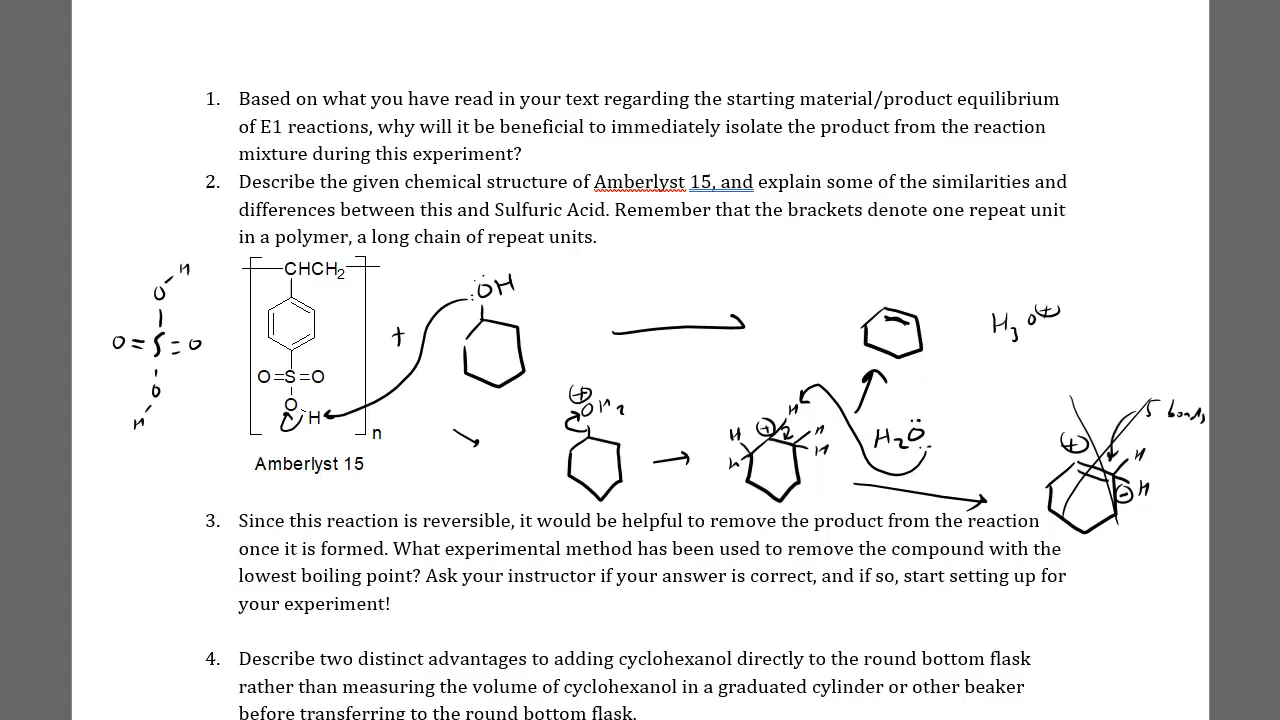 1. Based on what you have read in your text regarding the starting material/product equilibrium
of E1 reactions, why will it be beneficial to immediately isolate the product from the reaction
mixture during this experiment?
2. Describe the given chemical structure of Amberlyst 15, and explain some of the similarities and
differences between this and Sulfuric Acid. Remember that the brackets denote one repeat unit
in a polymer, a long chain of repeat units.
H
O
O=S=O
O
H
CHCH2
O=S=O
O
H
n
Amberlyst 15
+
:ÖH
H3O⊕
⊕
OH2
H
⊕
H
H
H
H
H
H2Ö:
⊕
5 bonds
H
⊖
H
3. Since this reaction is reversible, it would be helpful to remove the product from the reaction
once it is formed. What experimental method has been used to remove the compound with the
lowest boiling point? Ask your instructor if your answer is correct, and if so, start setting up for
your experiment!
4. Describe two distinct advantages to adding cyclohexanol directly to the round bottom flask
rather than measuring the volume of cyclohexanol in a graduated cylinder or other beaker
before transferring to the round bottom flask.